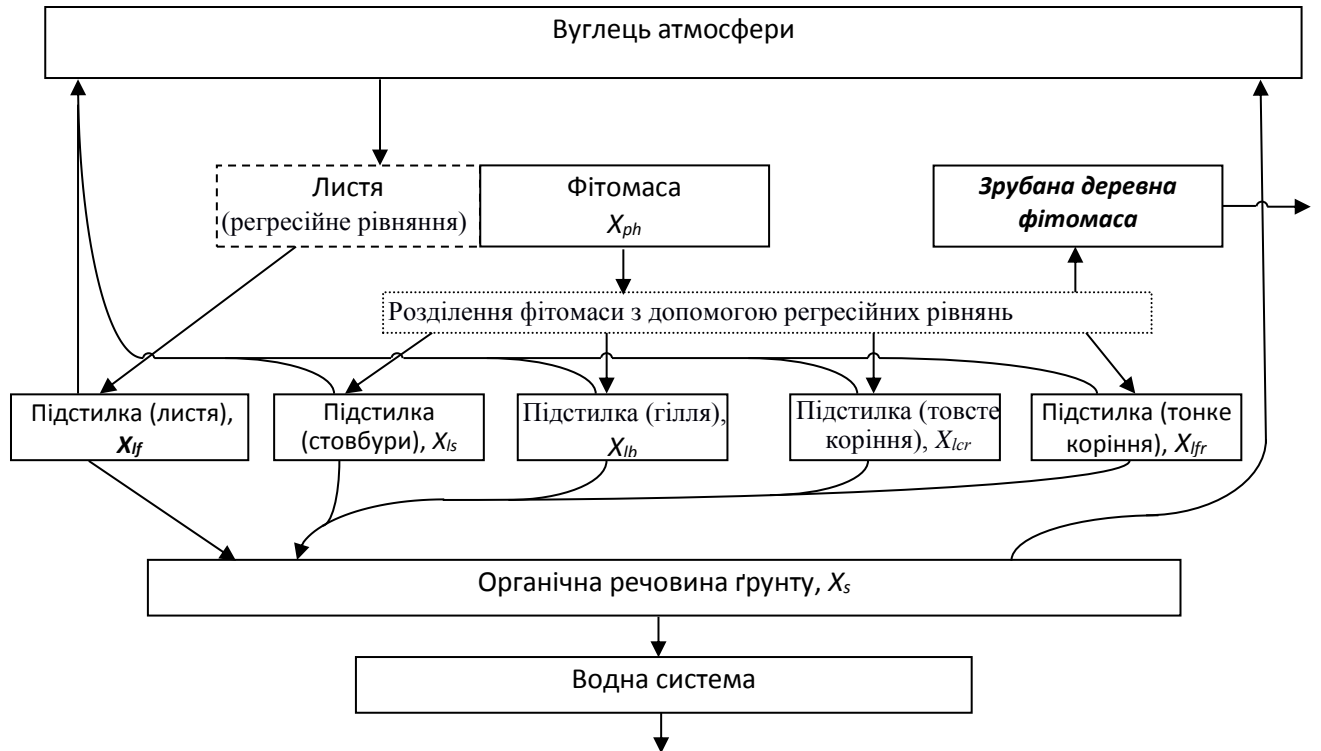 Вуглець атмосфери
Листя
(регресійне рівняння)
Фітомаса
Xph
Зрубана деревна
фітомаса
Розділення фітомаси з допомогою регресійних рівнянь
Підстилка (листя),
Xlf
Підстилка
(стовбури), Xls
Підстилка (гілля),
Xlb
Підстилка (товсте
коріння), Xlcr
Підстилка (тонке
коріння), Xlfr
Органічна речовина ґрунту, Xs
Водна система